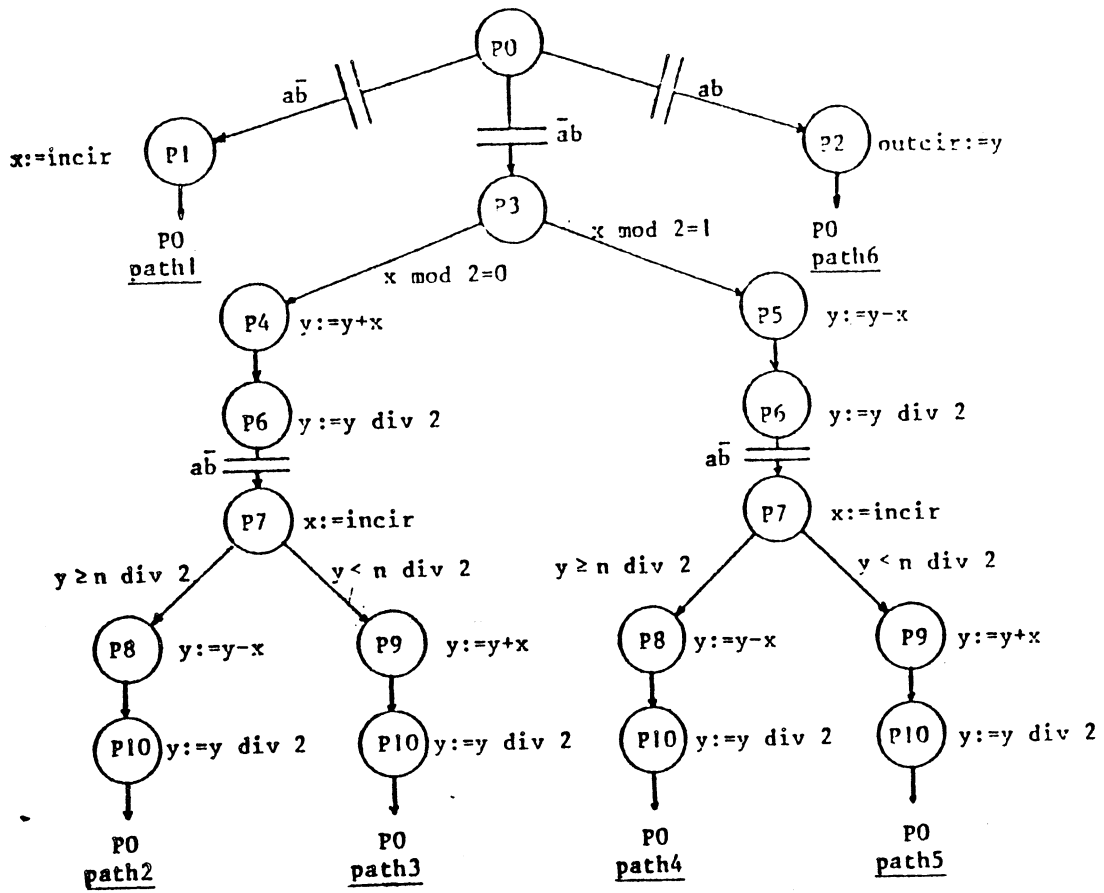 P0
ab̄
āb
ab
x:=incir
P1
P2
outcir:=y
P0
path1
P3
P0
path6
x mod 2=0
x mod 2=1
P4
y:=y+x
P5
y:=y-x
P6
y:=y div 2
P6
y:=y div 2
ab̄
ab̄
P7
x:=incir
P7
x:=incir
y≥n div 2
y< n div 2
y≥n div 2
y<n div 2
P8
y:=y-x
P9
y:=y+x
P8
y:=y-x
P9
y:=y+x
P10
y:=y div 2
P10
y:=y div 2
P10
y:=y div 2
P10
y:=y div 2
P0
path2
P0
path3
P0
path4
P0
path5